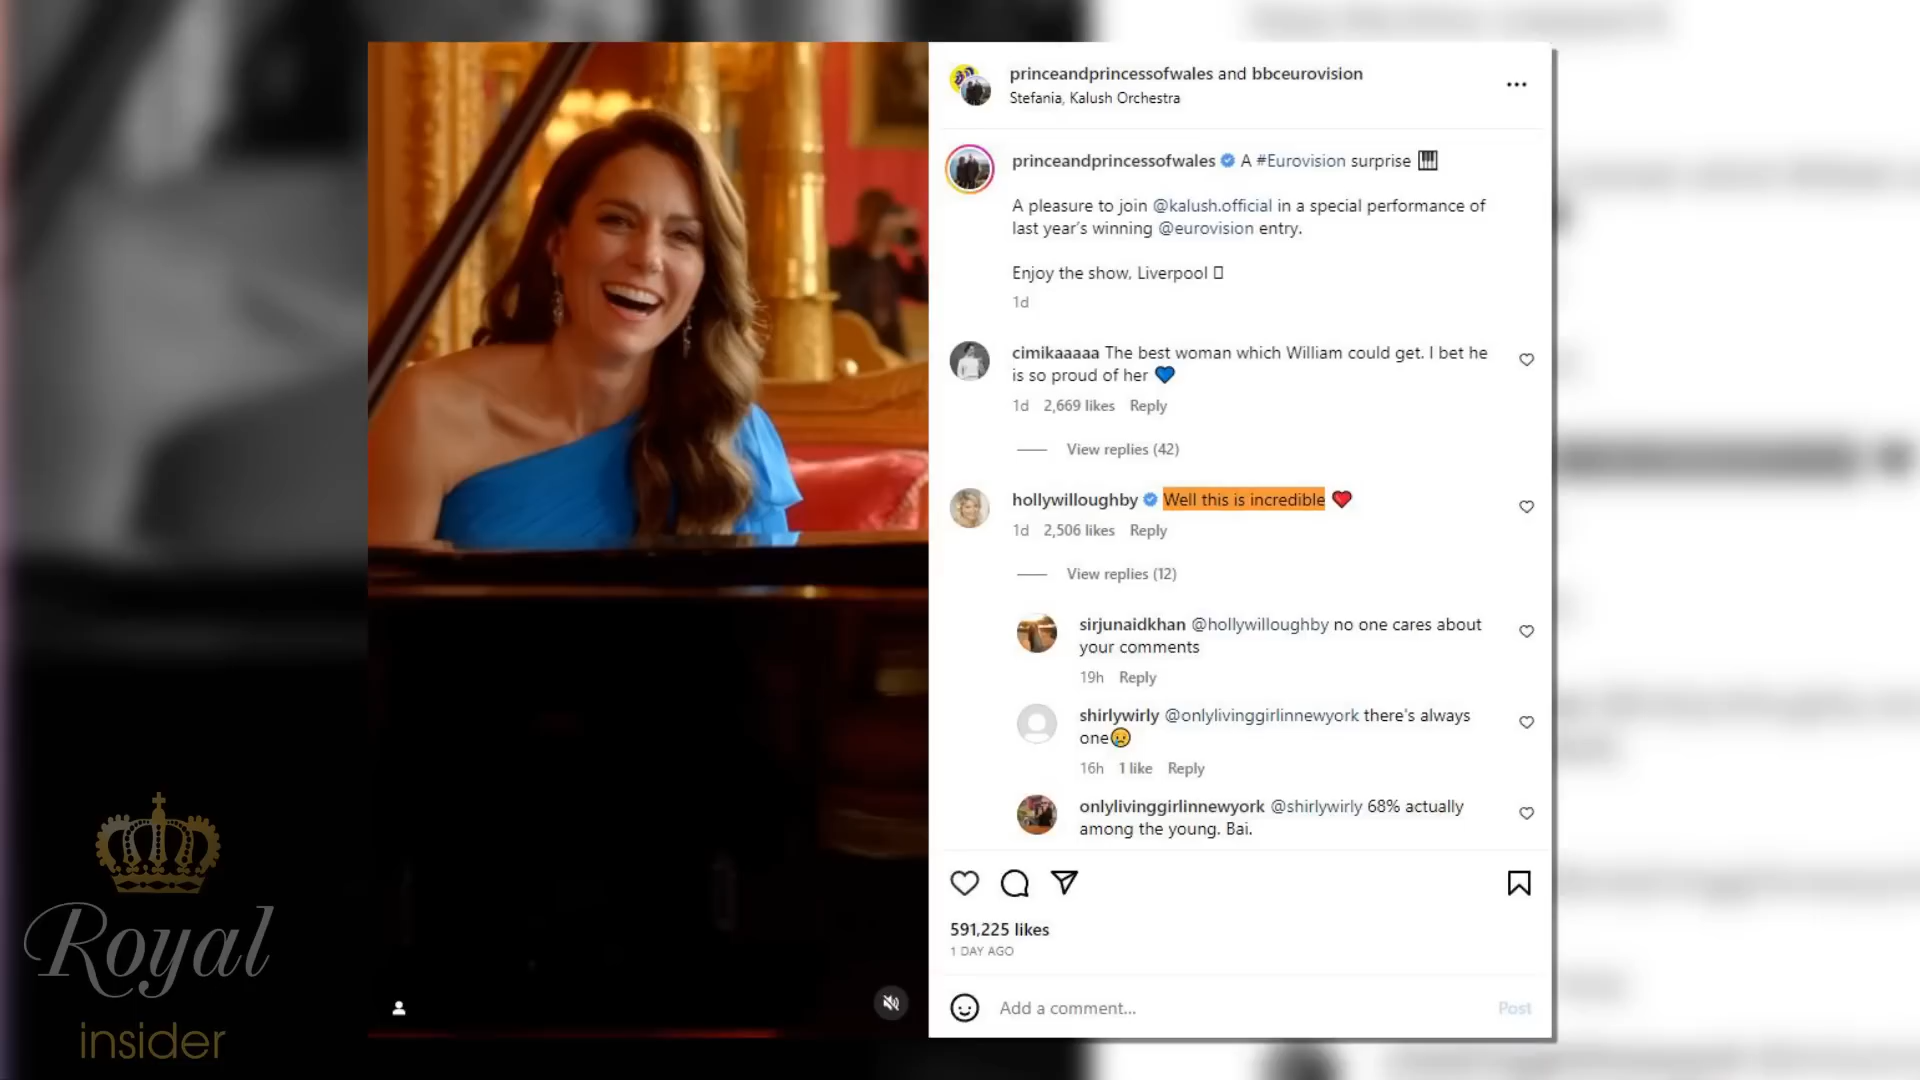 princeandprincessofwales and bbceurovision
Stefania, Kalush Orchestra
princeandprincessofwales A #Eurovision surprise 🎹
A pleasure to join @kalush.official in a special performance of
last year's winning @eurovision entry.
Enjoy the show, Liverpool
1d
cimikaaaaa The best woman which William could get. I bet he
is so proud of her 💙
1d 2,669 likes Reply
View replies (42)
hollywilloughby Well this is incredible ❤️
1d 2,506 likes Reply
View replies (12)
sirjunaidkhan @hollywilloughby no one cares about
your comments
19h Reply
shirlywirly @onlylivinggirlinnewyork there's always
one😢
16h 1 like Reply
onlylivinggirlinnewyork @shirlywirly 68% actually
among the young. Bai.
591,225 likes
1 DAY AGO
Add a comment...
Post
Royal
insider